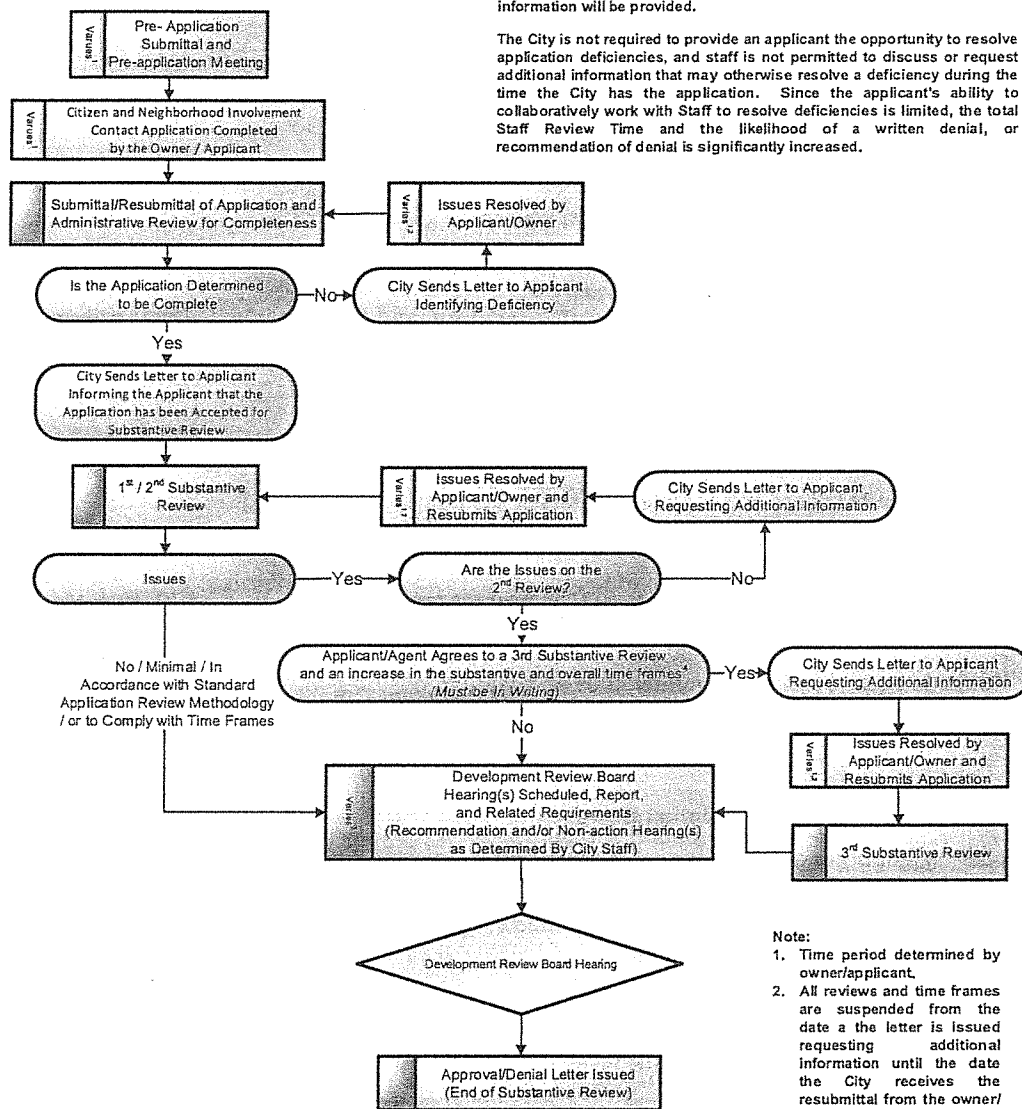 information will be provided.
The City is not required to provide an applicant the opportunity to resolve
application deficiencies, and staff is not permitted to discuss or request
additional information that may otherwise resolve a deficiency during the
time the City has the application. Since the applicant's ability to
collaboratively work with Staff to resolve deficiencies is limited, the total
Staff Review Time and the likelihood of a written denial, or
recommendation of denial is significantly increased.
Varues¹
Pre- Application
Submittal and
Pre-application Meeting
Varues¹
Citizen and Neighborhood Involvement
Contact Application Completed
by the Owner / Applicant
Submittal/Resubmittal of Application and
Administrative Review for Completeness
Varies¹,²
Issues Resolved by
Applicant/Owner
Is the Application Determined
to be Complete
No
City Sends Letter to Applicant
Identifying Deficiency
Yes
City Sends Letter to Applicant
Informing the Applicant that the
Application has been Accepted for
Substantive Review
1st / 2nd Substantive
Review
Varies
Issues Resolved by
Applicant/Owner and
Resubmits Application
City Sends Letter to Applicant
Requesting Additional Information
Issues
Yes
Are the Issues on the
2nd Review?
No
Yes
No / Minimal / In
Accordance with Standard
Application Review Methodology
/ or to Comply with Time Frames
Applicant/Agent Agrees to a 3rd Substantive Review
and an increase in the substantive and overall time frames⁴
(Must be In Writing)
Yes
City Sends Letter to Applicant
Requesting Additional Information
No
Varies¹,²
Issues Resolved by
Applicant/Owner and
Resubmits Application
Varies
Development Review Board
Hearing(s) Scheduled, Report,
and Related Requirements
(Recommendation and/or Non-action Hearing(s)
as Determined By City Staff)
3rd Substantive Review
Development Review Board Hearing
Approval/Denial Letter Issued
(End of Substantive Review)
Note:
1. Time period determined by
owner/applicant.
2. All reviews and time frames
are suspended from the
date a the letter is issued
requesting additional
information until the date
the City receives the
resubmittal from the owner/